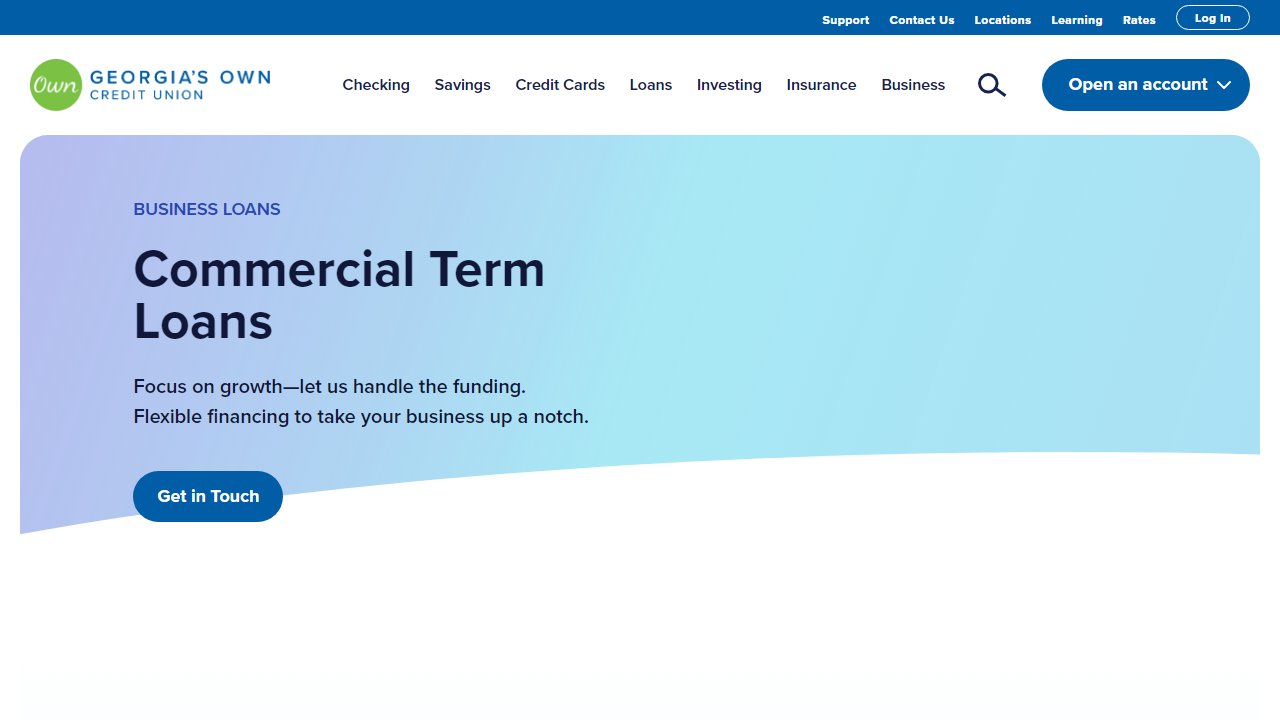 Support Contact Us Locations Learning Rates Log In
Own GEORGIA'S OWN
CREDIT UNION
Checking Savings Credit Cards Loans Investing Insurance Business Open an account
BUSINESS LOANS
Commercial Term
Loans
Focus on growth—let us handle the funding.
Flexible financing to take your business up a notch.
Get in Touch